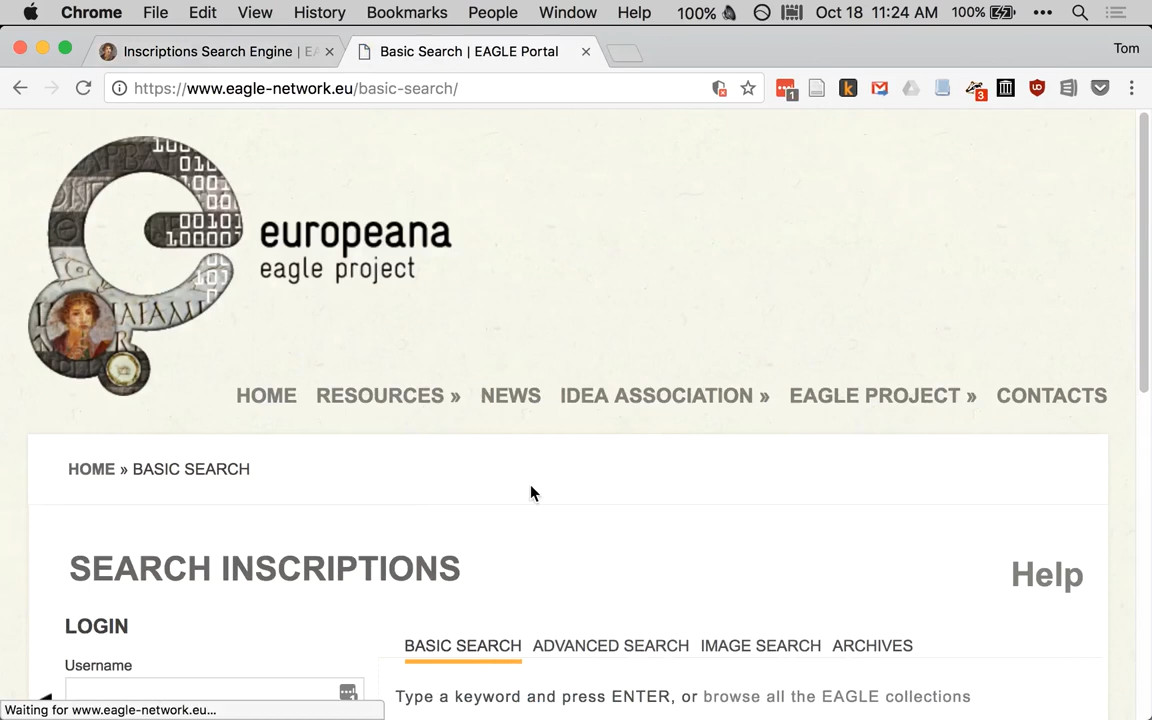 Chrome File Edit View History Bookmarks People Window Help 100% Oct 18 11:24 AM 100%
Inscriptions Search Engine | EA
Basic Search | EAGLE Portal
Tom
https://www.eagle-network.eu/basic-search/
1
3
europeana
eagle project
HOME RESOURCES » NEWS IDEA ASSOCIATION » EAGLE PROJECT » CONTACTS
HOME » BASIC SEARCH
SEARCH INSCRIPTIONS
Help
LOGIN
BASIC SEARCH ADVANCED SEARCH IMAGE SEARCH ARCHIVES
Username
Type a keyword and press ENTER, or browse all the EAGLE collections
Waiting for www.eagle-network.eu...